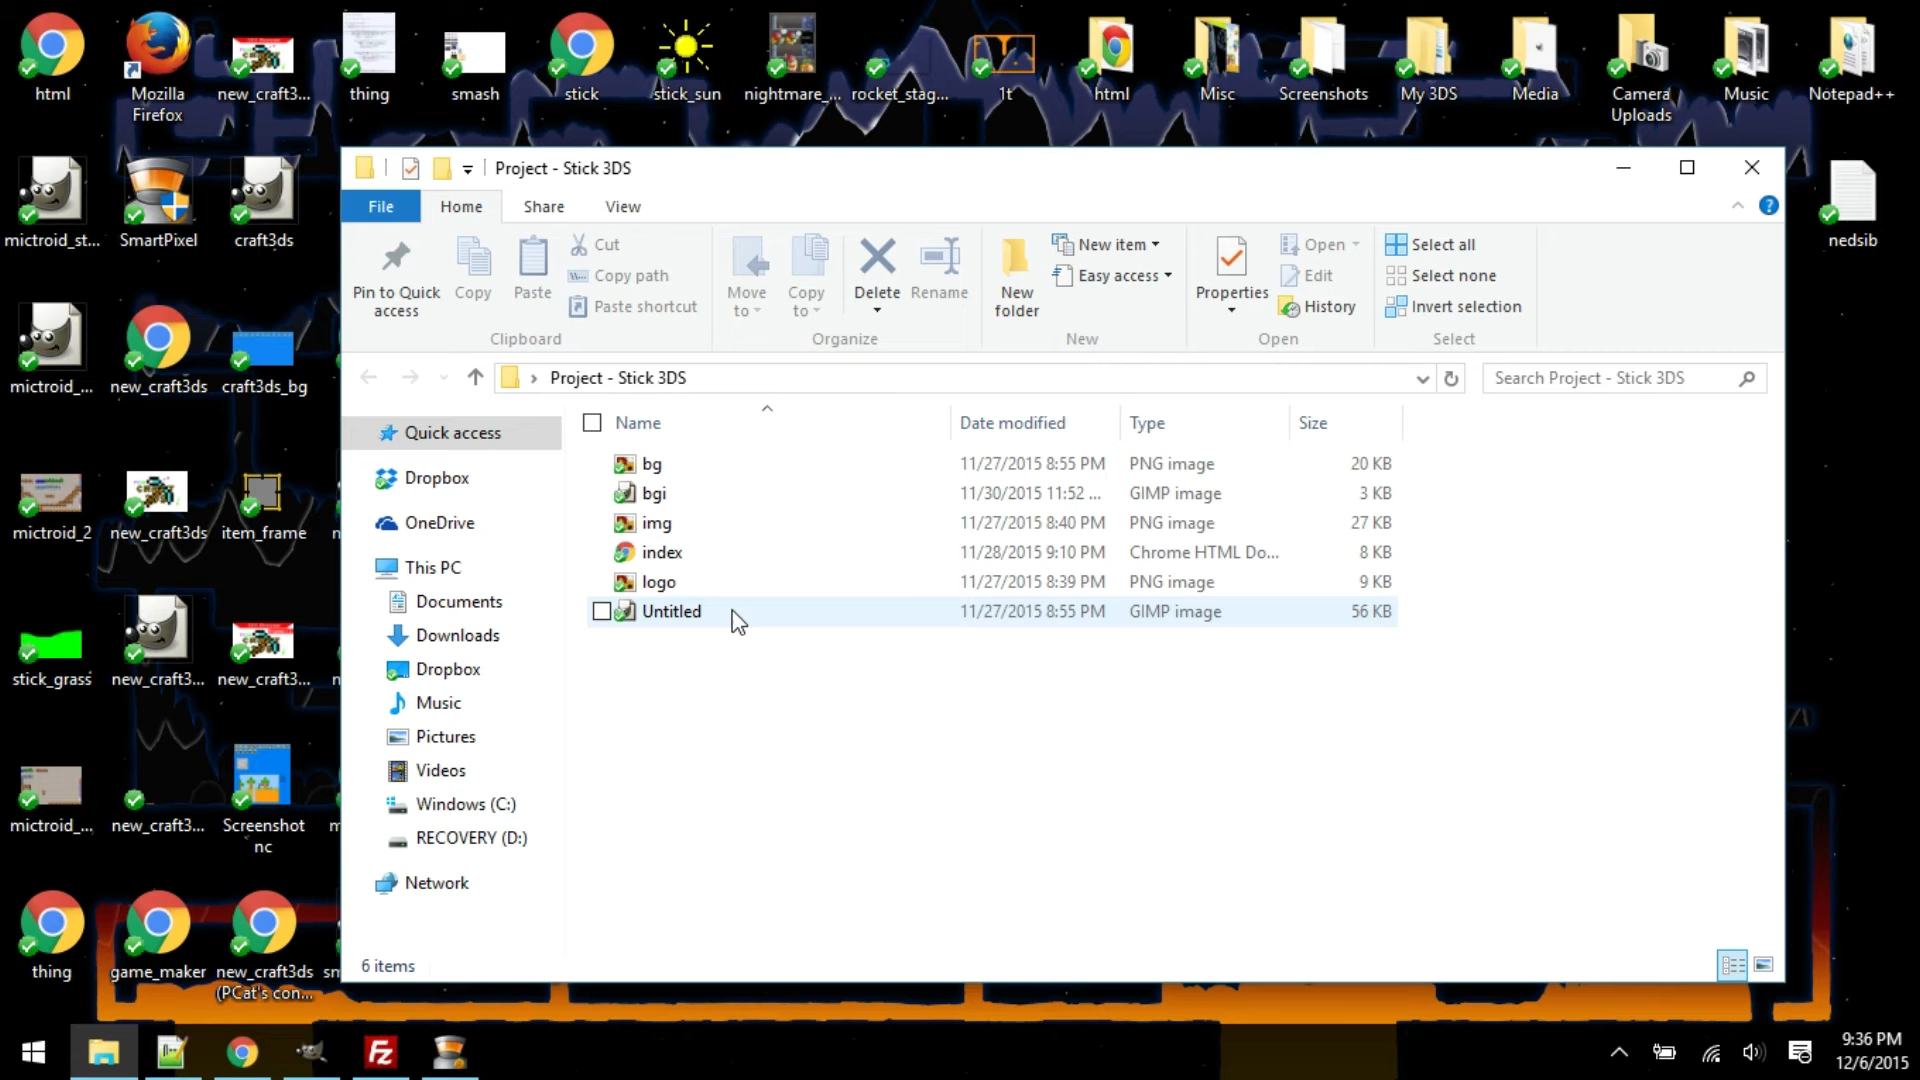 html
Mozilla
Firefox
new_craft3...
thing
smash
stick
stick_sun
nightmare_...
rocket_stag...
1t
html
Misc
Screenshots
My 3DS
Media
Camera
Uploads
Music
Notepad++
mictroid_st...
SmartPixel
craft3ds
nedsib
mictroid_...
new_craft3ds
craft3ds_bg
mictroid_2
new_craft3ds
item_frame
stick_grass
new_craft3...
new_craft3...
mictroid_...
new_craft3...
Screenshot
nc
thing
game_maker
new_craft3ds
(PCat's con...
Project - Stick 3DS
File
Home
Share
View
Pin to Quick
access
Copy
Paste
Cut
Copy path
Paste shortcut
Clipboard
Move
to
Copy
to
Delete
Rename
Organize
New
folder
New item
Easy access
New
Properties
Open
Edit
History
Open
Select all
Select none
Invert selection
Select
Project - Stick 3DS
Search Project - Stick 3DS
Quick access
Dropbox
OneDrive
This PC
Documents
Downloads
Dropbox
Music
Pictures
Videos
Windows (C:)
RECOVERY (D:)
Network
Name Date modified Type Size
bg 11/27/2015 8:55 PM PNG image 20 KB
bgi 11/30/2015 11:52 ... GIMP image 3 KB
img 11/27/2015 8:40 PM PNG image 27 KB
index 11/28/2015 9:10 PM Chrome HTML Do... 8 KB
logo 11/27/2015 8:39 PM PNG image 9 KB
Untitled 11/27/2015 8:55 PM GIMP image 56 KB
6 items
9:36 PM
12/6/2015